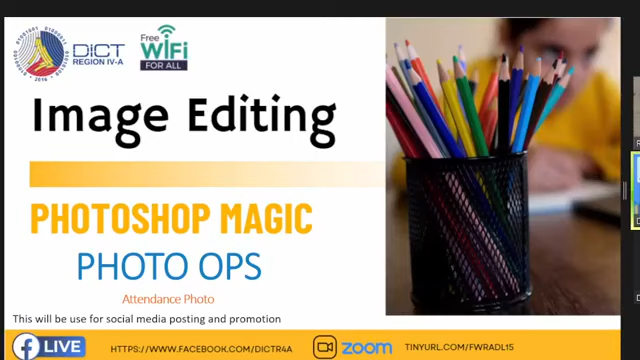 DICT
REGION IV-A
Free
WiFi
FOR ALL
2016
Image Editing
PHOTOSHOP MAGIC
PHOTO OPS
Attendance Photo
This will be use for social media posting and promotion
LIVE
HTTPS://WWW.FACEBOOK.COM/DICTR4A
zoom
TINYURL.COM/FWRADL15